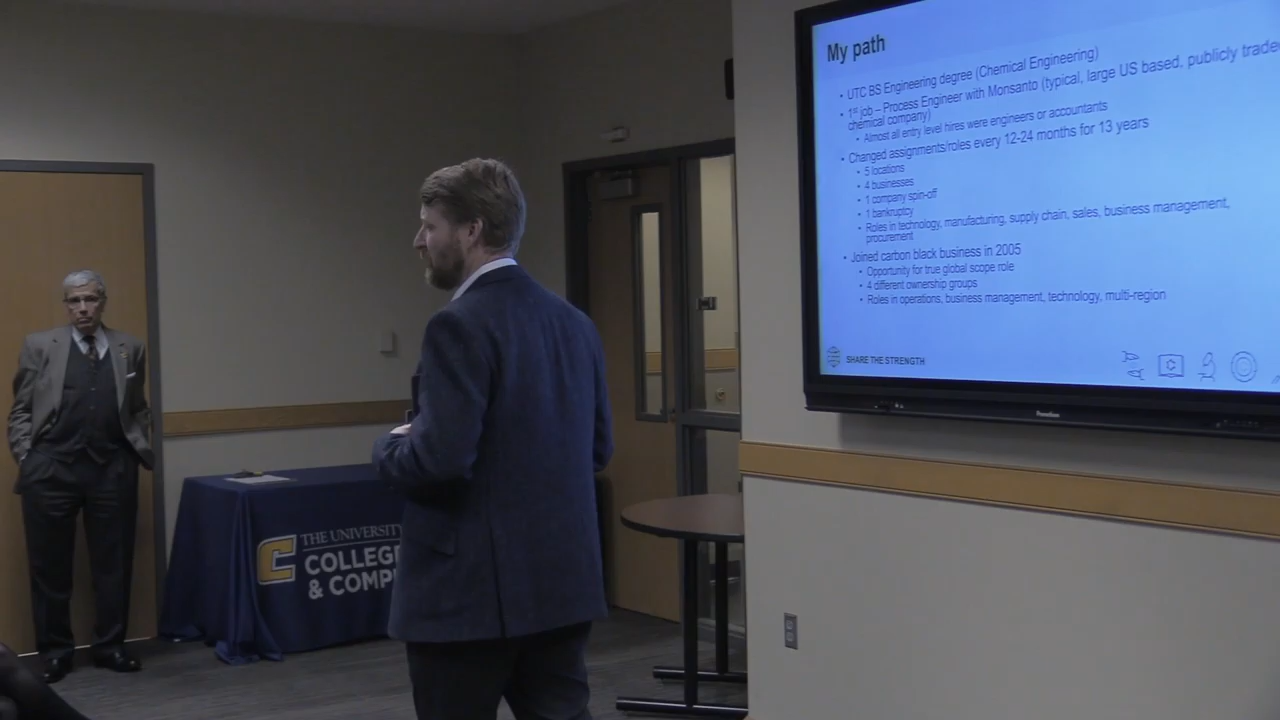 My path
• UTC BS Engineering degree (Chemical Engineering)
• 1st job – Process Engineer with Monsanto (typical, large US based, publicly trade
chemical company)
• Almost all entry level hires were engineers or accountants
• Changed assignments/roles every 12-24 months for 13 years
• 5 locations
• 4 businesses
• 1 company spin-off
• 1 bankruptcy
• Roles in technology, manufacturing, supply chain, sales, business management,
procurement
• Joined carbon black business in 2005
• Opportunity for true global scope role
• 4 different ownership groups
• Roles in operations, business management, technology, multi-region
SHARE THE STRENGTH
Promethean
C THE UNIVERSITY
COLLEG
& COMP